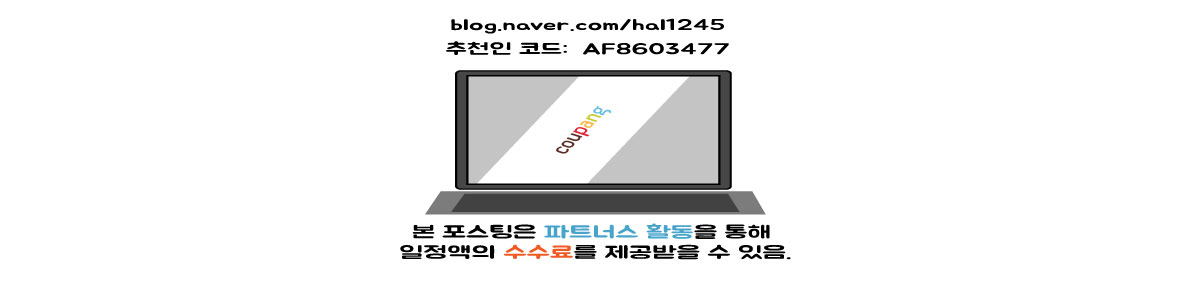 blog.naver.com/hal1245
추천인 코드: AF8603477
coupang
본 포스팅은 파트너스 활동을 통해
일정액의 수수료를 제공받을 수 있음.